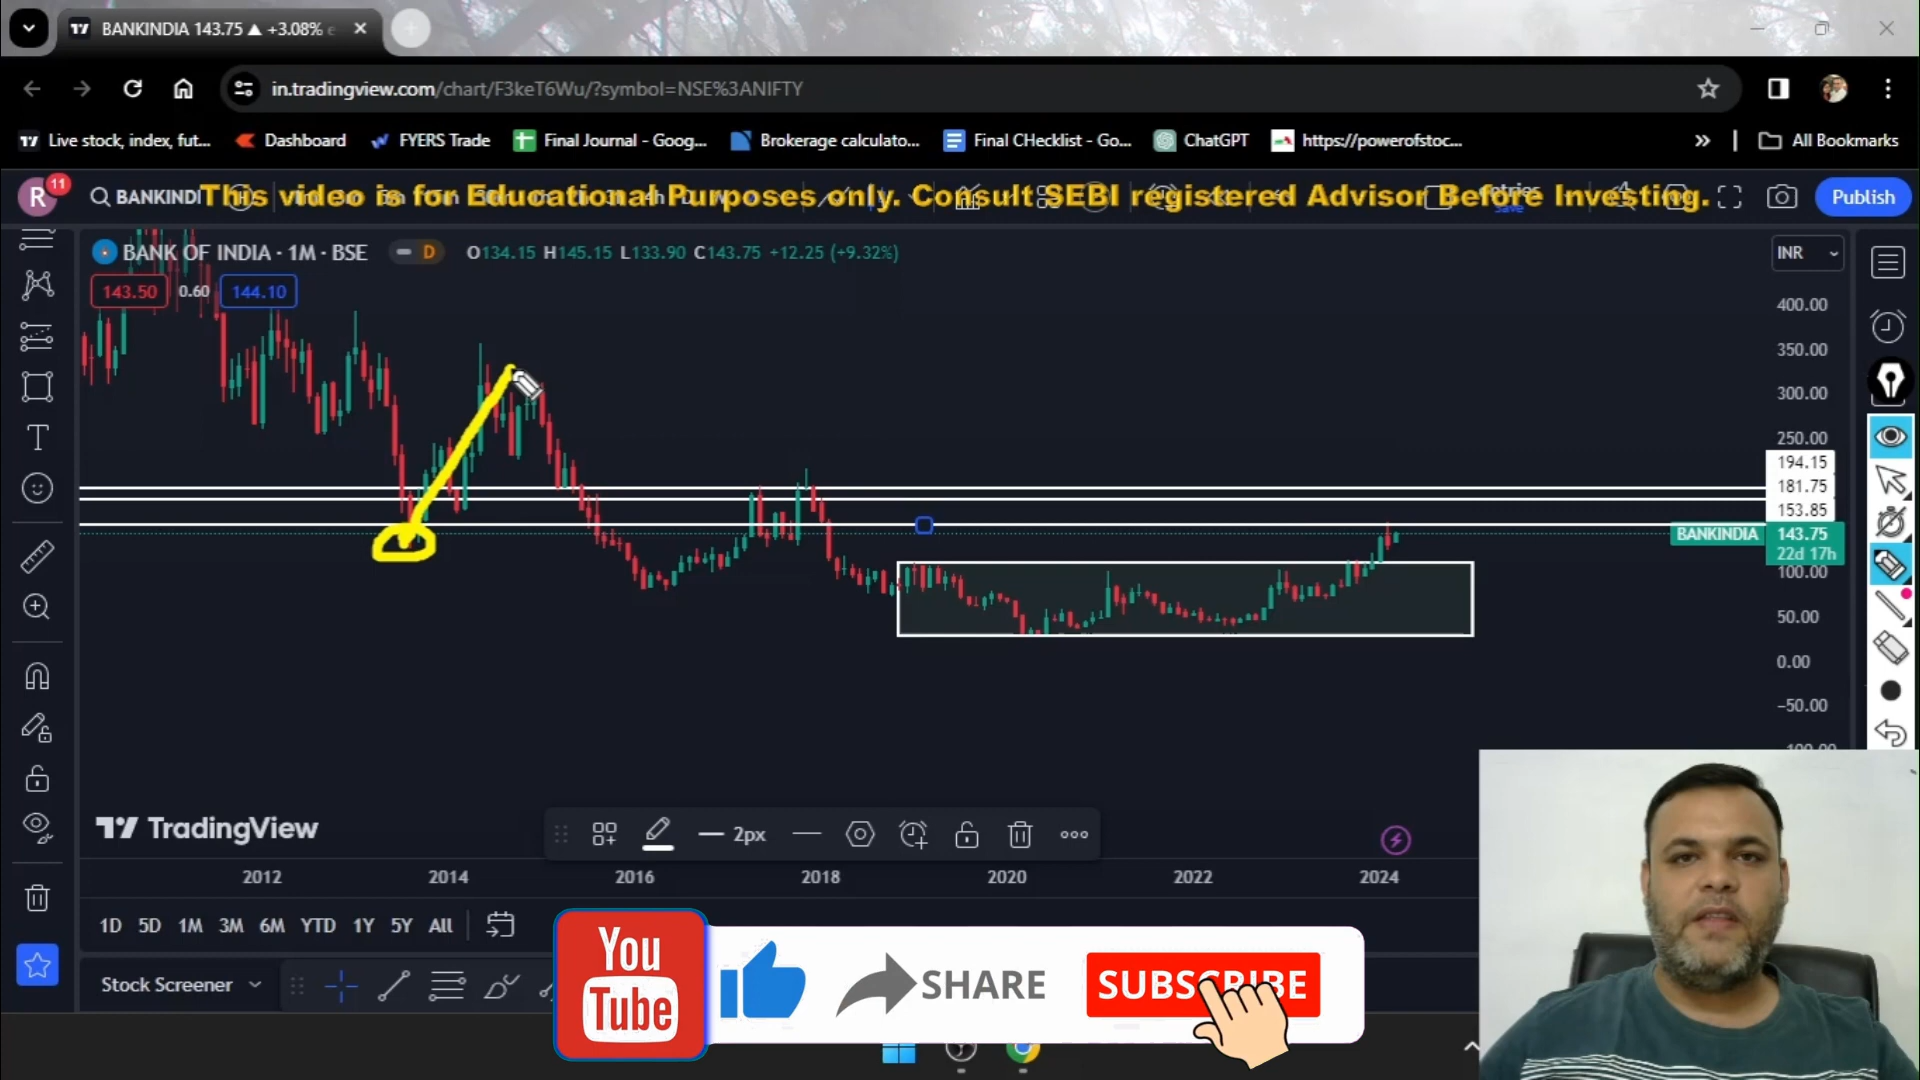 BANKINDIA 143.75 ▲ +3.08%
in.tradingview.com/chart/F3keT6Wu/?symbol=NSE%3ANIFTY
Live stock, index, fut... Dashboard FYERS Trade Final Journal - Goog... Brokerage calculato... Final CHecklist - Go... ChatGPT https://powerofstoc... » All Bookmarks
R 11 BANKINDI
This video is for Educational Purposes only. Consult SEBI registered Advisor Before Investing.
Save
Publish
BANK OF INDIA · 1M · BSE D O134.15 H145.15 L133.90 C143.75 +12.25 (+9.32%)
INR
143.50 0.60 144.10
400.00
350.00
300.00
250.00
194.15
181.75
153.85
BANKINDIA 143.75
22d 17h
100.00
50.00
0.00
−50.00
TradingView
2px
2012 2014 2016 2018 2020 2022 2024
1D 5D 1M 3M 6M YTD 1Y 5Y All
Stock Screener
You
Tube
SHARE
SUBSCRIBE